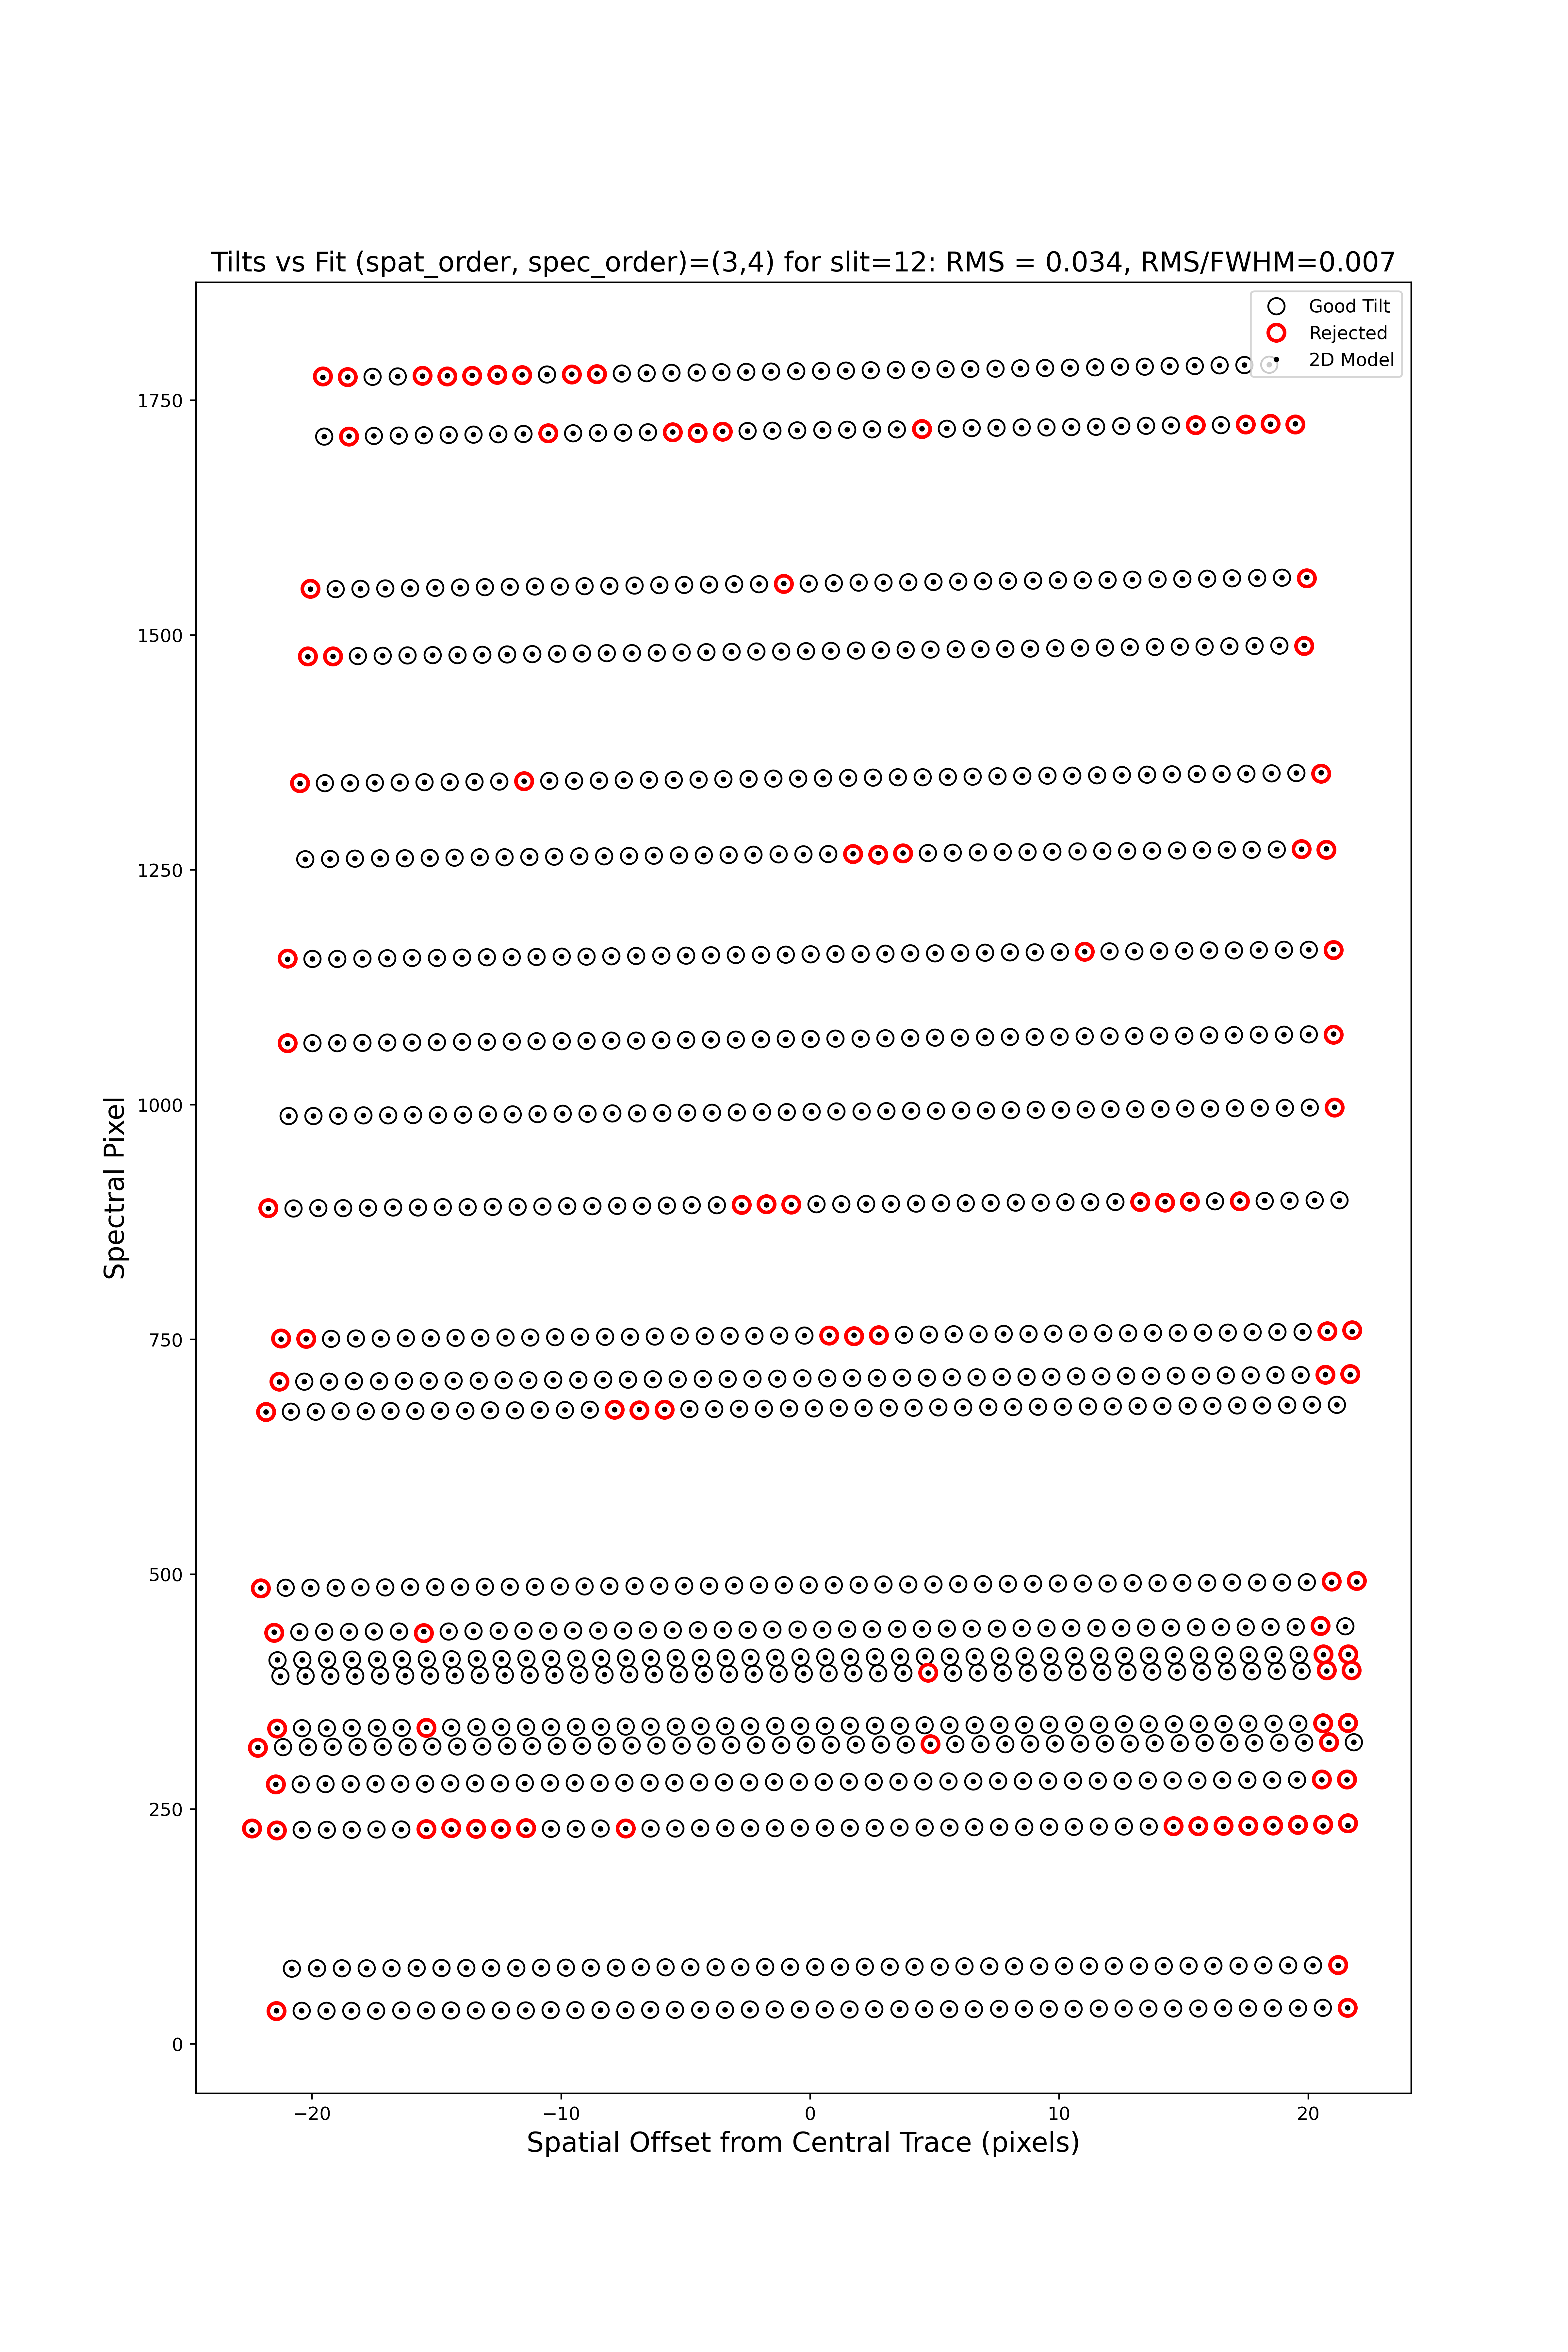 Tilts vs Fit (spat_order, spec_order)=(3,4) for slit=12: RMS = 0.034, RMS/FWHM=0.007
Good Tilt
Rejected
2D Model
1750
1500
1250
1000
750
500
250
0
Spectral Pixel
−20
−10
0
10
20
Spatial Offset from Central Trace (pixels)